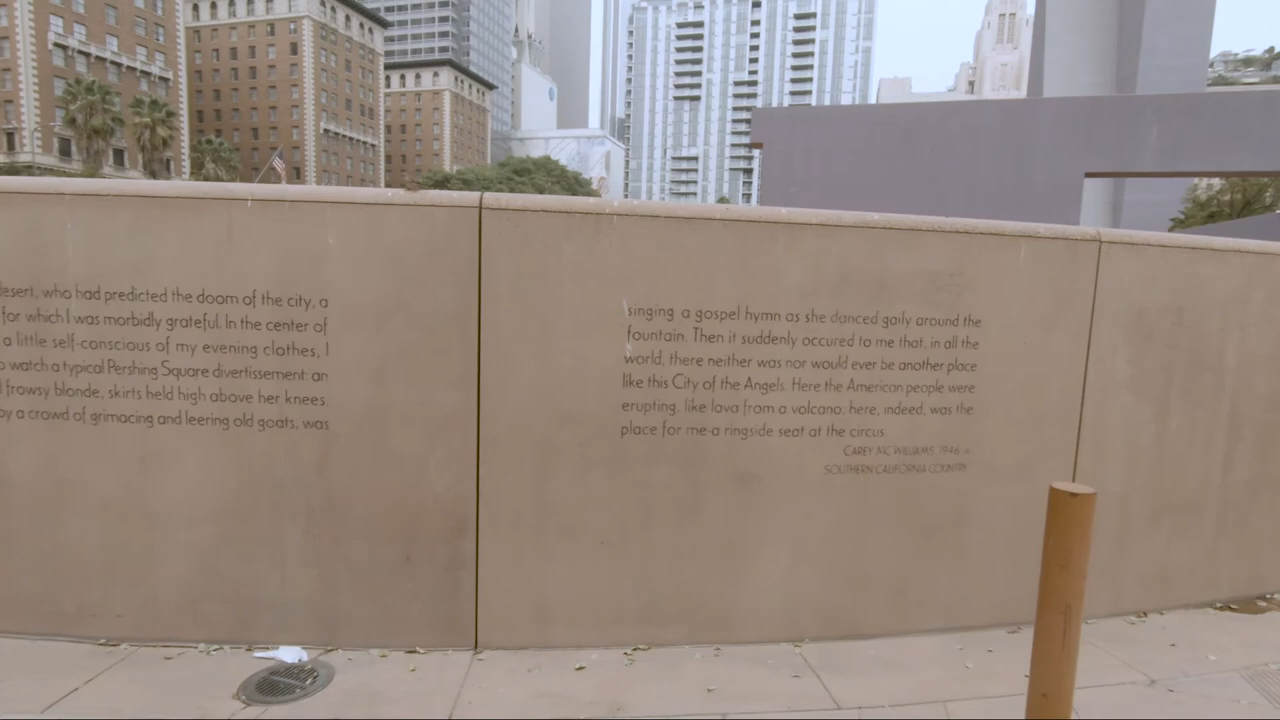 desert, who had predicted the doom of the city, a
for which I was morbidly grateful. In the center of
a little self-conscious of my evening clothes, I
watch a typical Pershing Square divertissement: an
frowsy blonde, skirts held high above her knees,
by a crowd of grimacing and leering old goats, was
singing a gospel hymn as she danced gaily around the
fountain. Then it suddenly occured to me that, in all the
world, there neither was nor would ever be another place
like this City of the Angels. Here the American people were
erupting, like lava from a volcano; here, indeed, was the
place for me-a ringside seat at the circus.
CAREY MC WILLIAMS, 1946
SOUTHERN CALIFORNIA COUNTRY